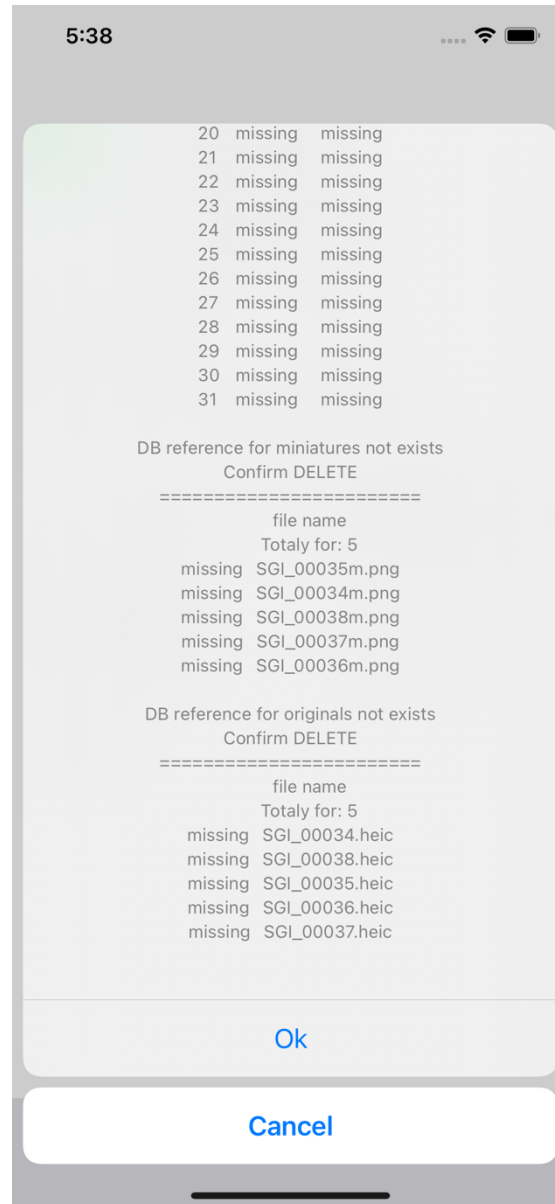 5:38
20 missing missing
21 missing missing
22 missing missing
23 missing missing
24 missing missing
25 missing missing
26 missing missing
27 missing missing
28 missing missing
29 missing missing
30 missing missing
31 missing missing
DB reference for miniatures not exists
Confirm DELETE
========================
file name
Totaly for: 5
missing SGI_00035m.png
missing SGI_00034m.png
missing SGI_00038m.png
missing SGI_00037m.png
missing SGI_00036m.png
DB reference for originals not exists
Confirm DELETE
========================
file name
Totaly for: 5
missing SGI_00034.heic
missing SGI_00038.heic
missing SGI_00035.heic
missing SGI_00036.heic
missing SGI_00037.heic
Ok
Cancel